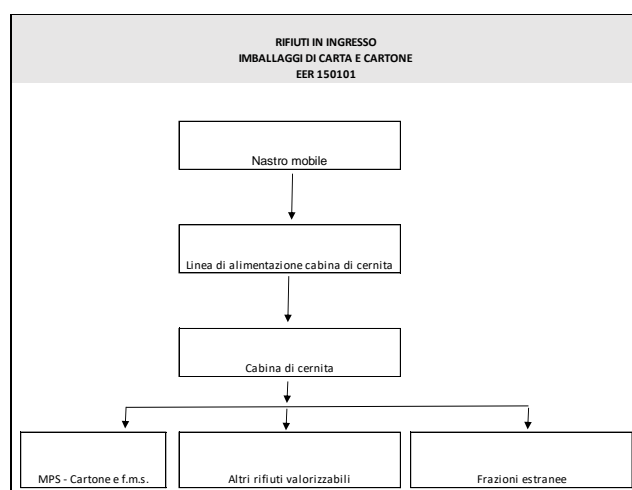 RIFIUTI IN INGRESSO
IMBALLAGGI DI CARTA E CARTONE
EER 150101
Nastro mobile
Linea di alimentazione cabina di cernita
Cabina di cernita
MPS - Cartone e f.m.s.
Altri rifiuti valorizzabili
Frazioni estranee